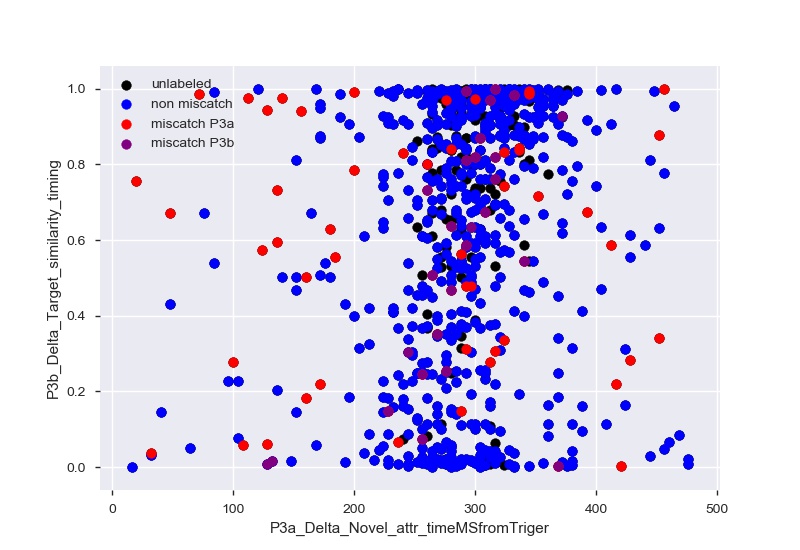 1.0
0.8
0.6
0.4
0.2
0.0
unlabeled
non miscatch
miscatch P3a
miscatch P3b
P3b_Delta_Target_similarity_timing
0 100 200 300 400 500
P3a_Delta_Novel_attr_timeMSfromTriger